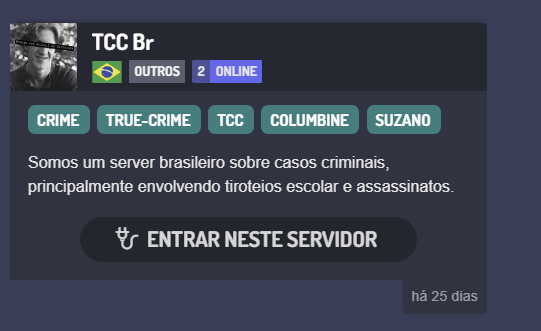 TCC Br
OUTROS 2 ONLINE
CRIME TRUE-CRIME TCC COLUMBINE SUZANO
Somos um server brasileiro sobre casos criminais,
principalmente envolvendo tiroteios escolar e assassinatos.
ENTRAR NESTE SERVIDOR
há 25 dias